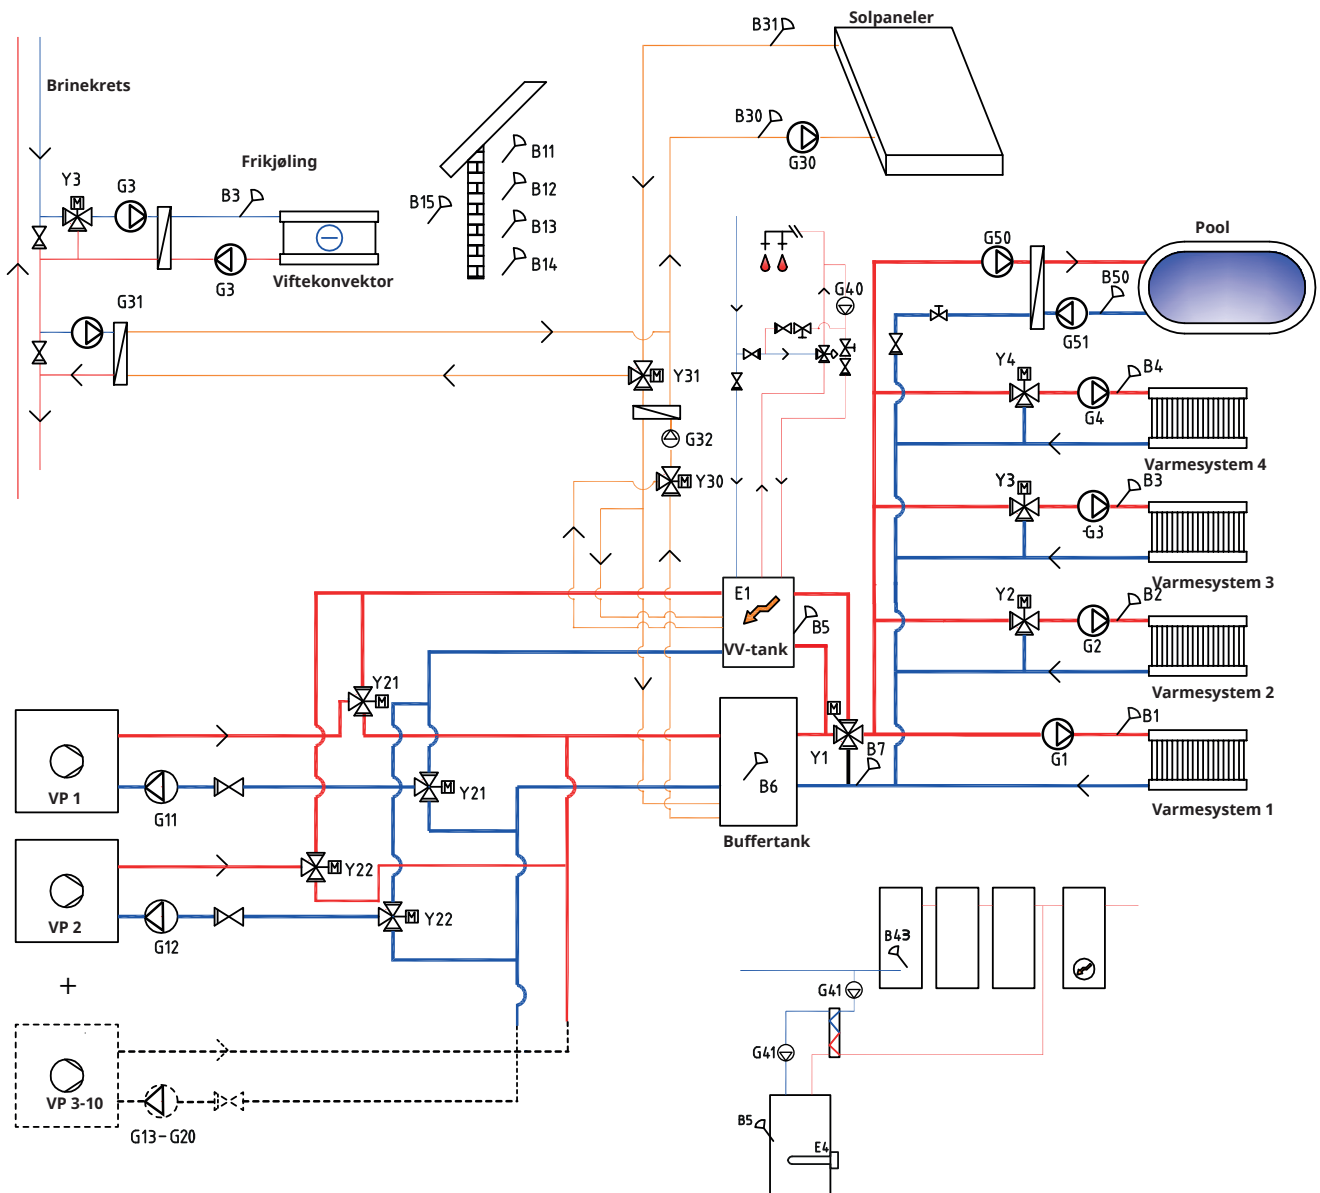 Solpaneler
B31
Brinekrets
B30
G30
Frikjøling
Y3
G3
B3
B15
B11
B12
B13
B14
G3
Viftekonvektor
Pool
G50
B50
G51
G40
G31
Y31
Y4
B4
G4
Varmesystem 4
G32
Y30
Y3
B3
G3
Varmesystem 3
E1
B5
VV-tank
Y2
B2
G2
Varmesystem 2
Y21
VP 1
G11
Y21
B6
Buffertank
Y1
B7
G1
B1
Varmesystem 1
VP 2
G12
Y22
Y22
+
VP 3-10
G13-G20
B43
G41
G41
B5
E4
M
M
M
M
M
M
M
M
M
M
M